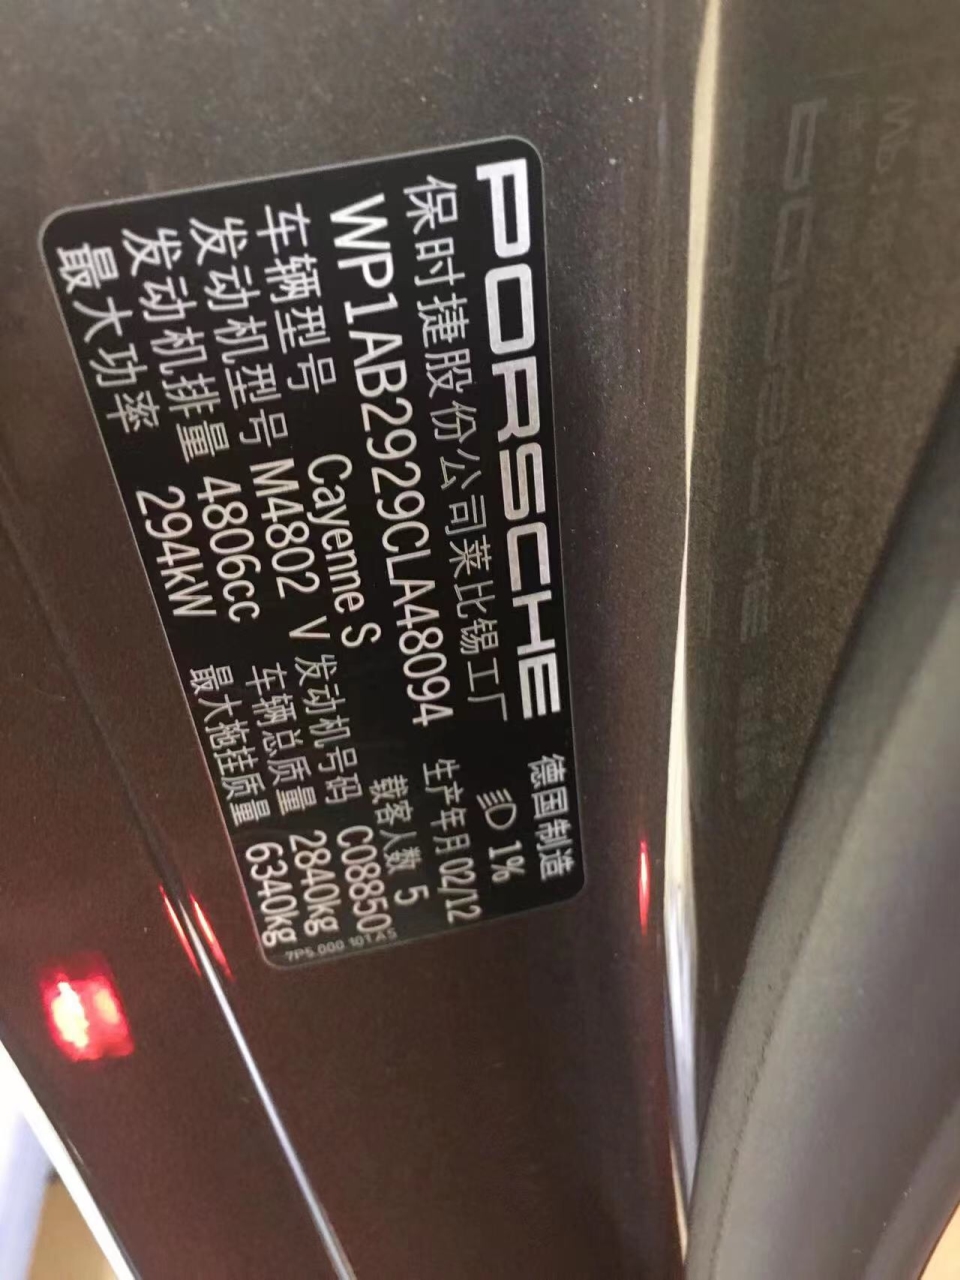 PORSCHE 德国制造
保时捷股份公司莱比锡工厂 1%
WP1AB2929CLA48094 生产年月 02/12
车辆型号 Cayenne S 载客人数 5
发动机型号 M4802 V 发动机号码 C08850
发动机排量 4806cc 车辆总质量 2840kg
最大功率 294kW 最大拖挂质量 6340kg
7P5.000.101.AS